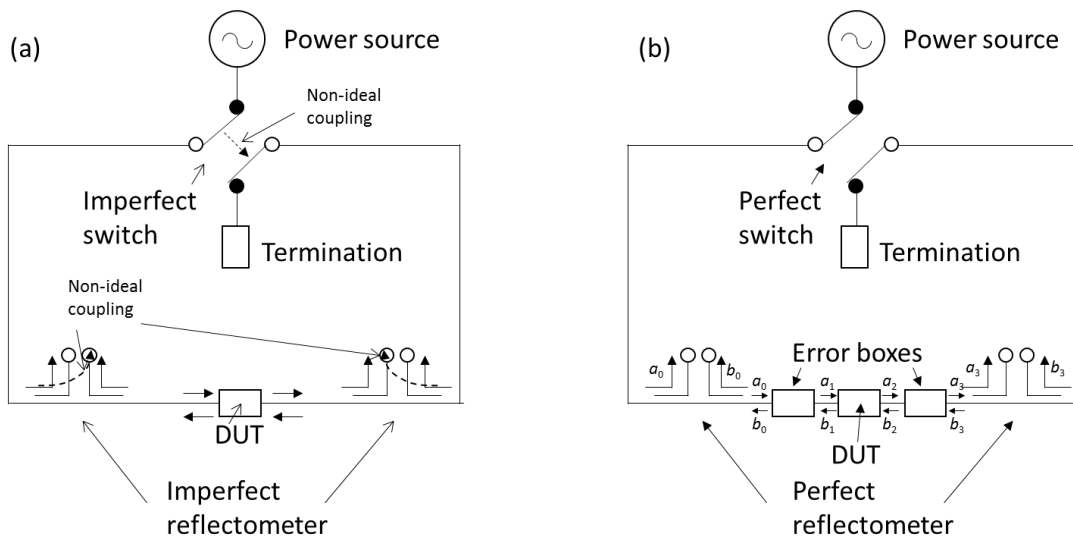 (a)
Power source
Non-ideal
coupling
Imperfect
switch
Termination
Non-ideal
coupling
DUT
Imperfect
reflectometer
(b)
Power source
Perfect
switch
Termination
Error boxes
a0
b0
a0
a1
a2
a3
a3
b3
b0
b1
b2
b3
DUT
Perfect
reflectometer